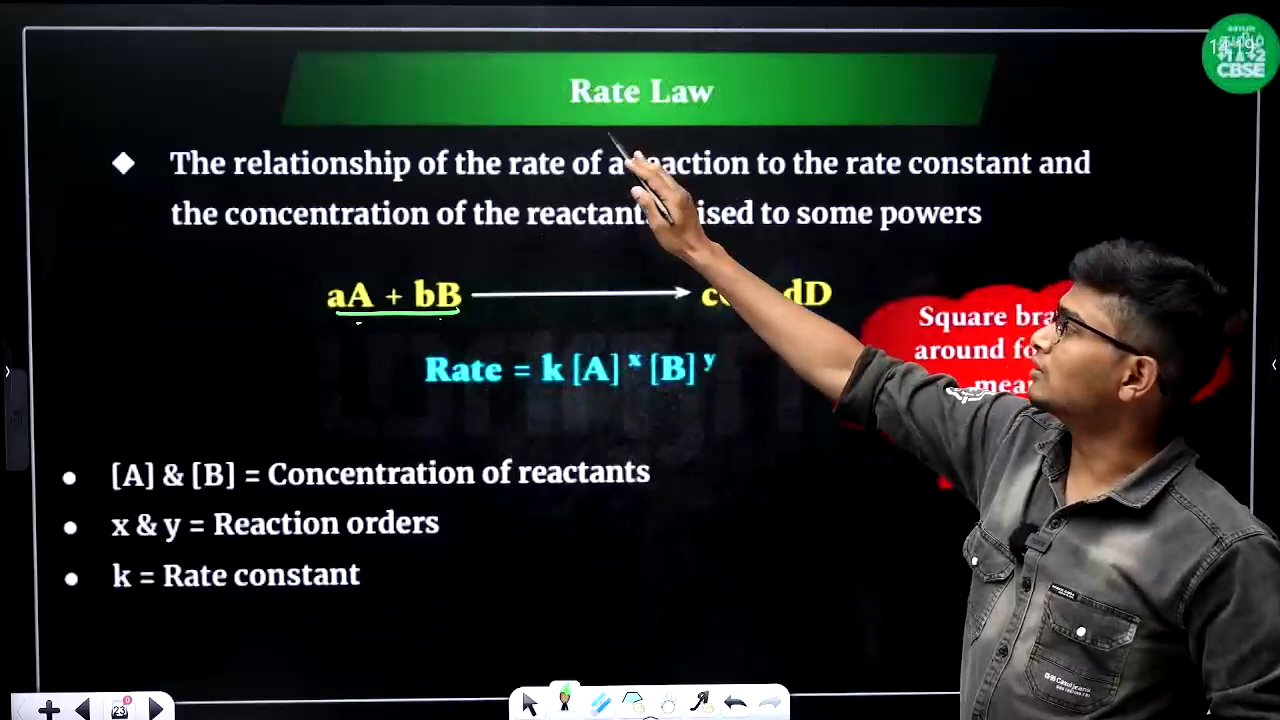 Rate Law
The relationship of the rate of a reaction to the rate constant and
the concentration of the reactants raised to some powers
aA + bB dD
Rate = k [A] x [B] y
Square
around
[A] & [B] = Concentration of reactants
x & y = Reaction orders
k = Rate constant
14:19
CBSE
23